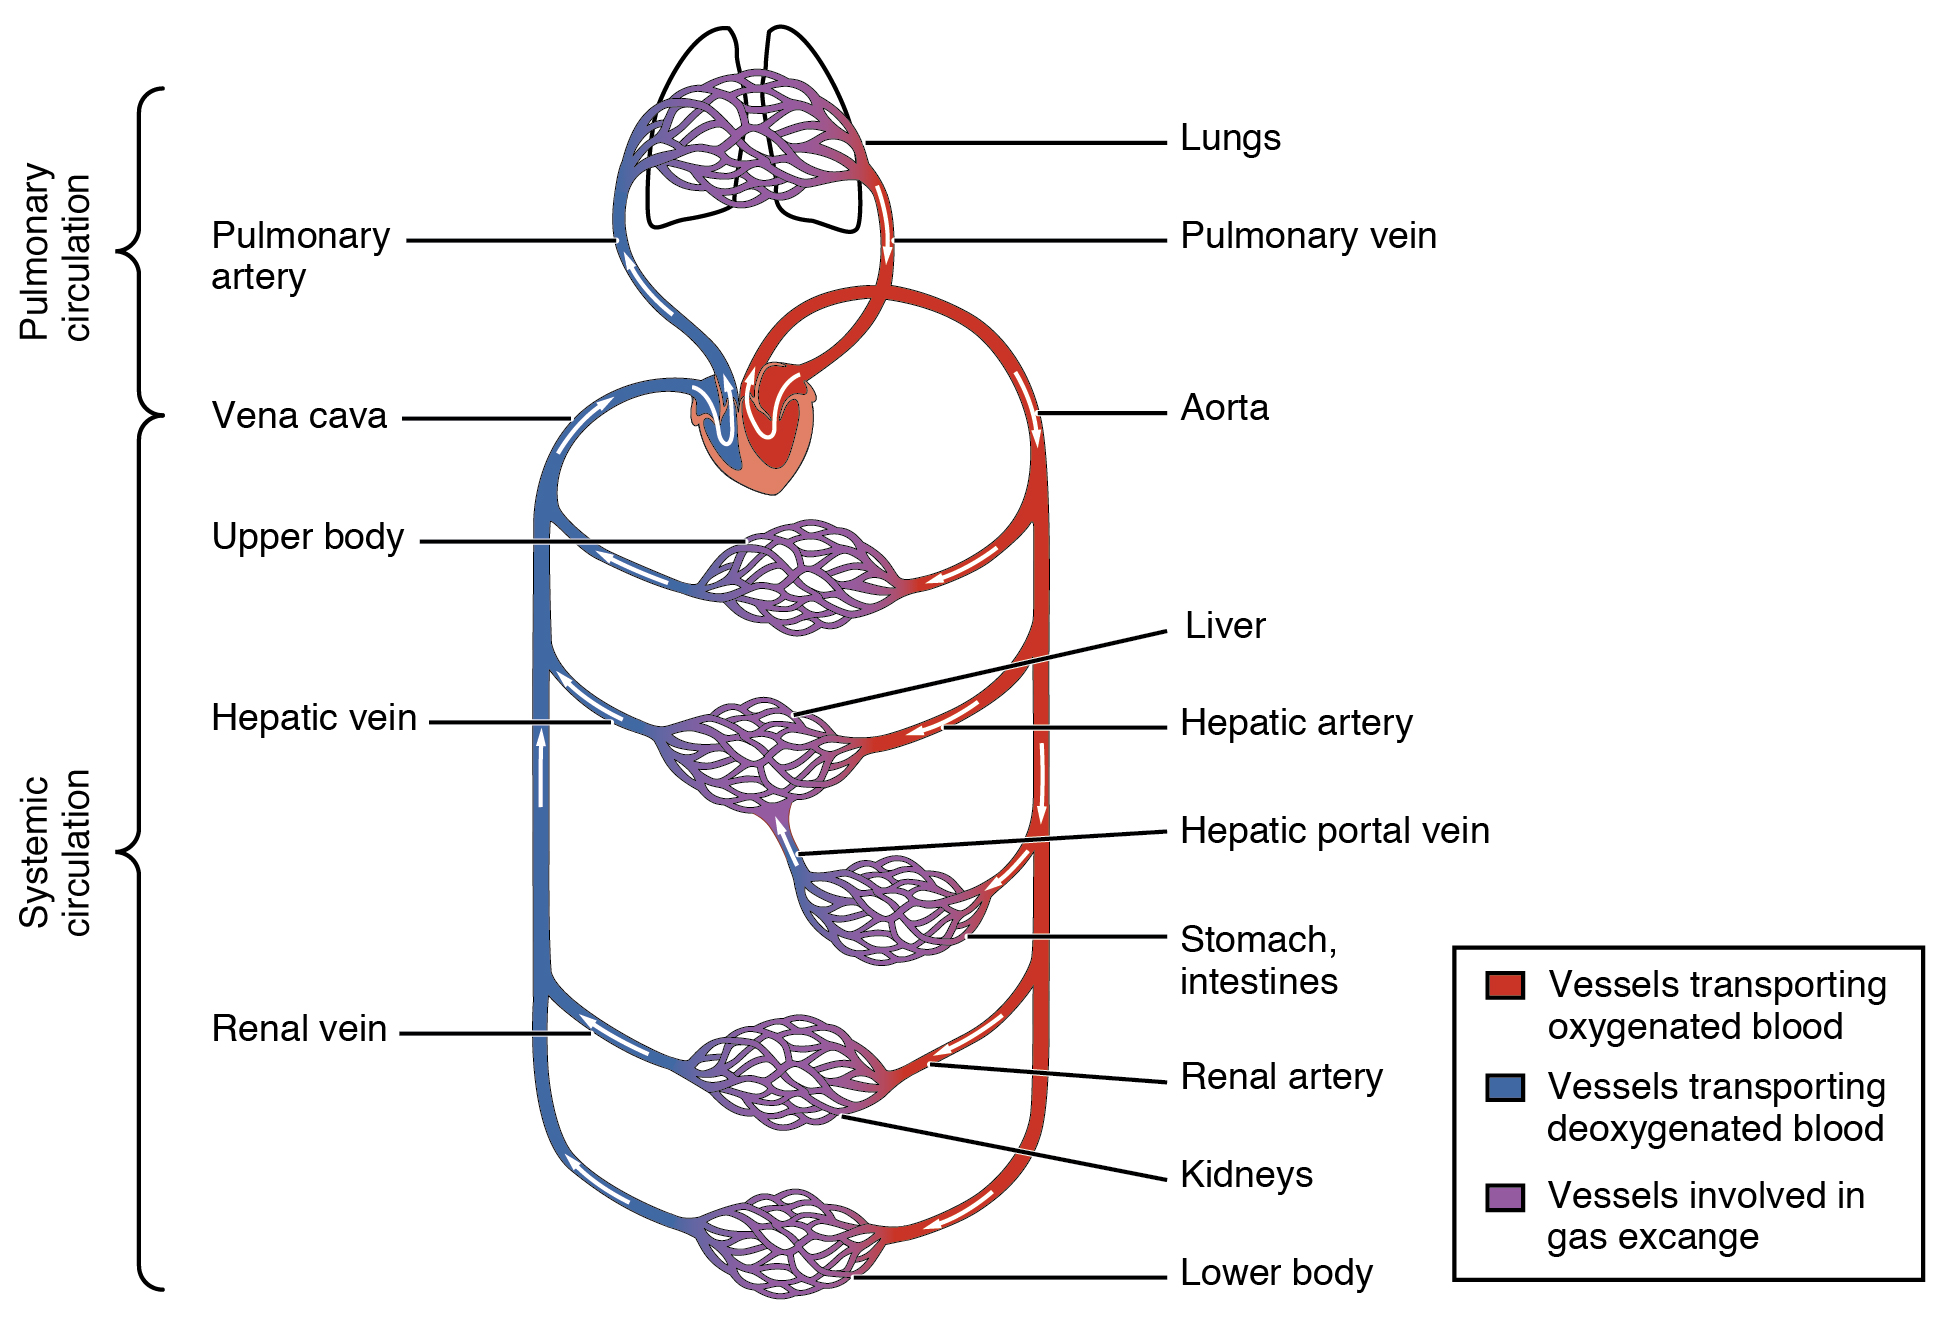 Pulmonary
circulation
Systemic
circulation
Pulmonary
artery
Vena cava
Upper body
Hepatic vein
Renal vein
Lungs
Pulmonary vein
Aorta
Liver
Hepatic artery
Hepatic portal vein
Stomach,
intestines
Renal artery
Kidneys
Lower body
Vessels transporting
oxygenated blood
Vessels transporting
deoxygenated blood
Vessels involved in
gas excange